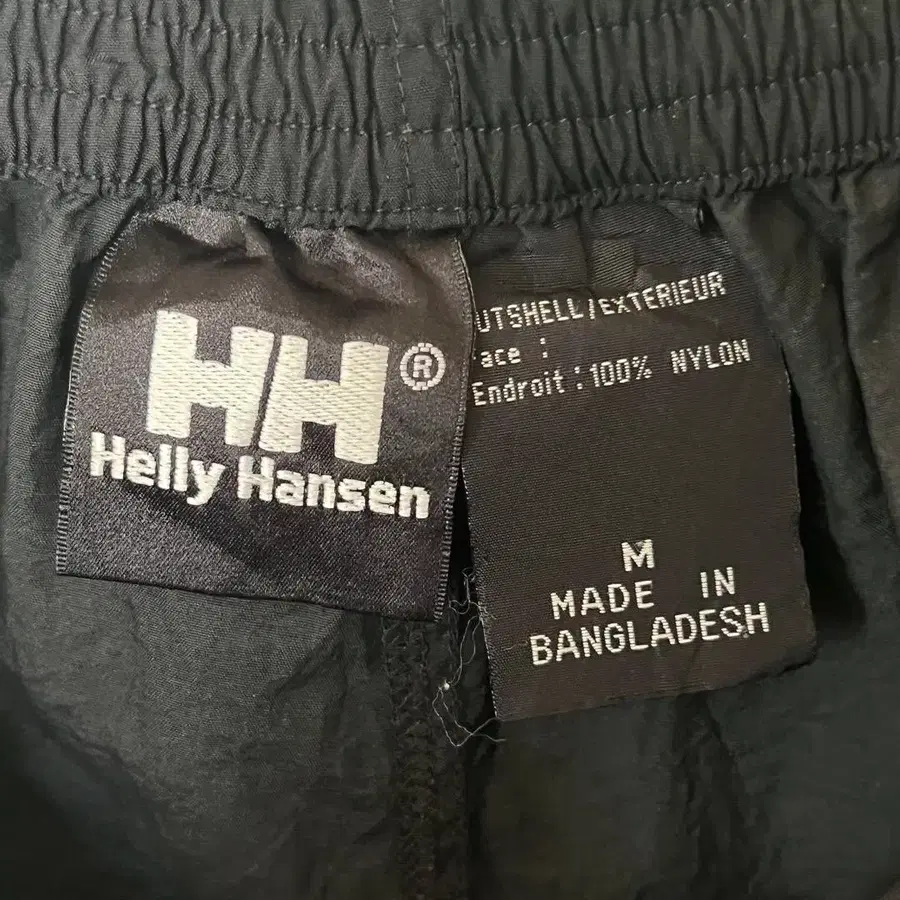 HH®
Helly Hansen
UTSHELL/EXTERIEUR
ace :
Endroit : 100% NYLON
M
MADE IN
BANGLADESH